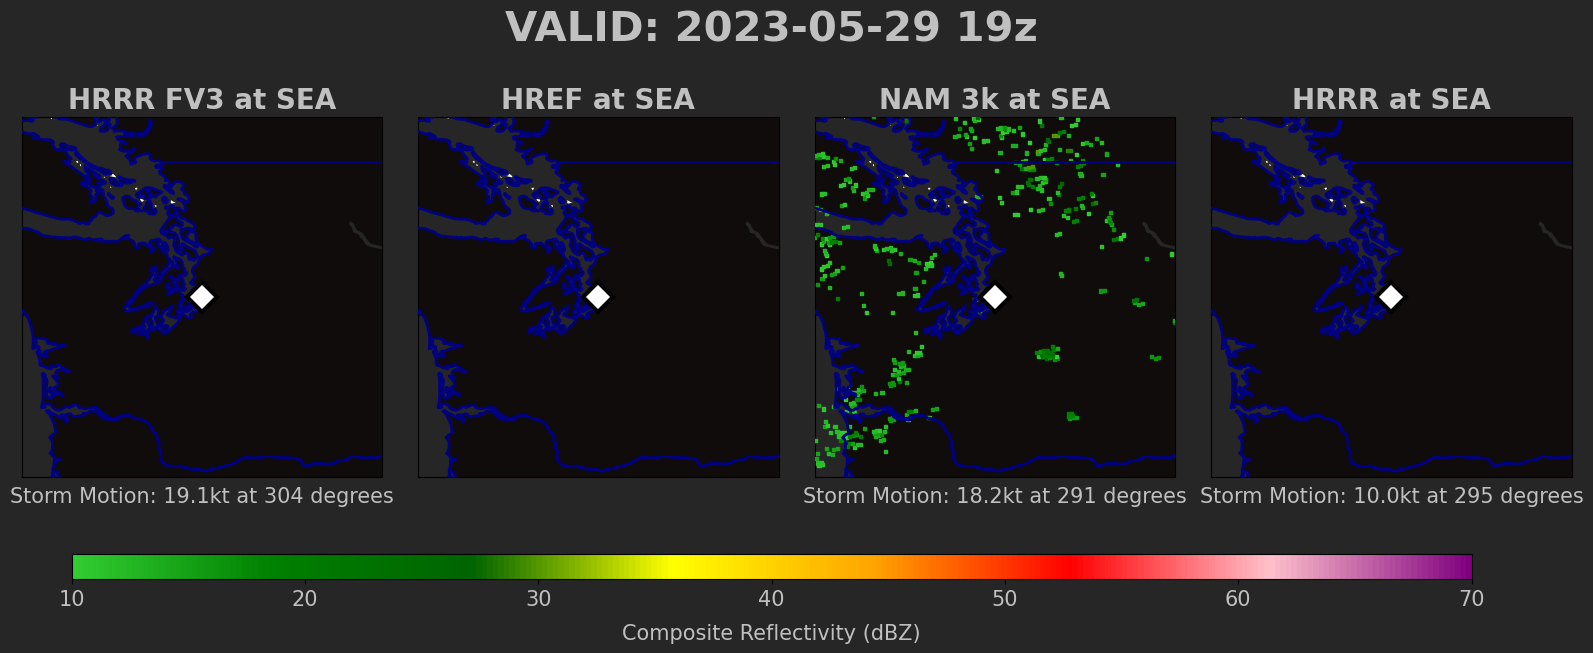 VALID: 2023-05-29 19z
HRRR FV3 at SEA
HREF at SEA
NAM 3k at SEA
HRRR at SEA
Storm Motion: 19.1kt at 304 degrees
Storm Motion: 18.2kt at 291 degrees
Storm Motion: 10.0kt at 295 degrees
10 20 30 40 50 60 70
Composite Reflectivity (dBZ)